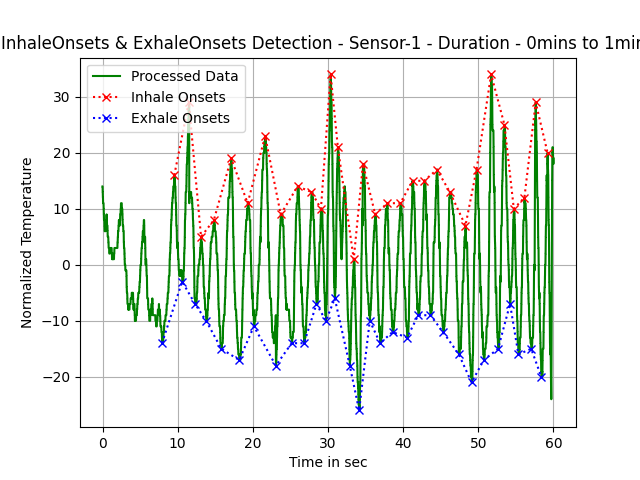 InhaleOnsets & ExhaleOnsets Detection - Sensor-1 - Duration - 0mins to 1min
Processed Data
Inhale Onsets
Exhale Onsets
Normalized Temperature
30
20
10
0
−10
−20
0 10 20 30 40 50 60
Time in sec